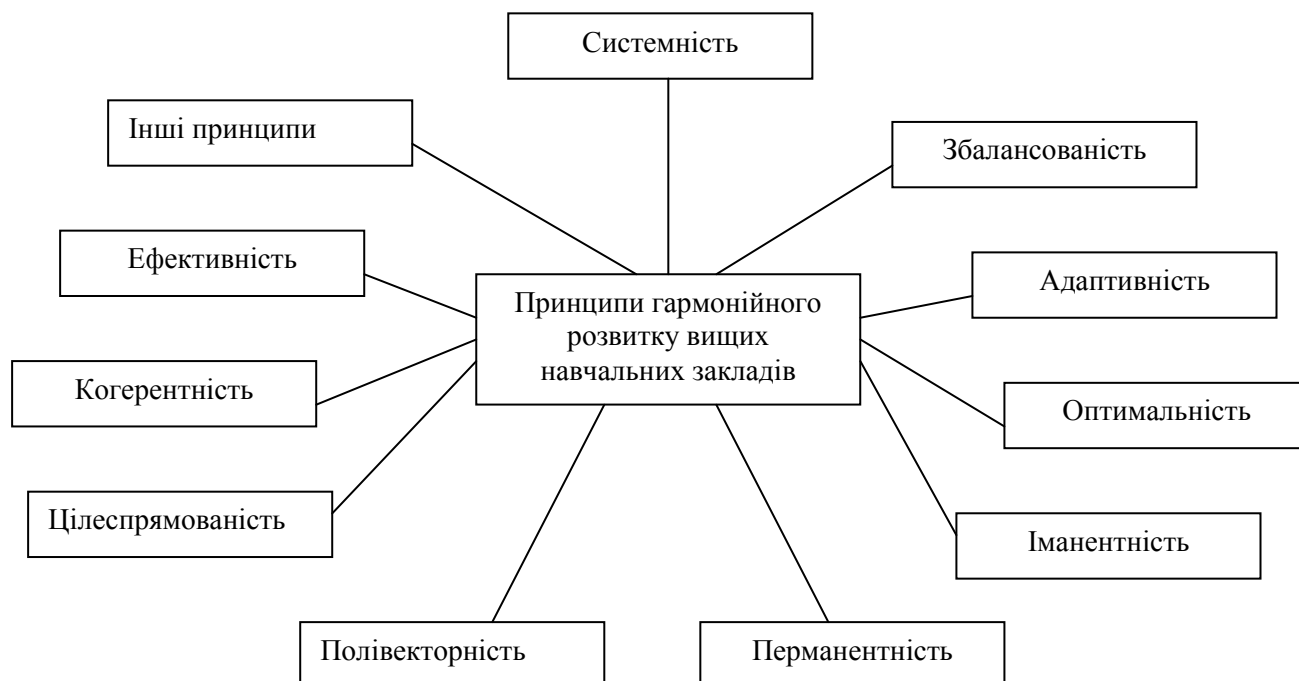 Системність
Інші принципи
Збалансованість
Ефективність
Адаптивність
Принципи гармонійного
розвитку вищих
навчальних закладів
Когерентність
Оптимальність
Цілеспрямованість
Іманентність
Полівекторність
Перманентність